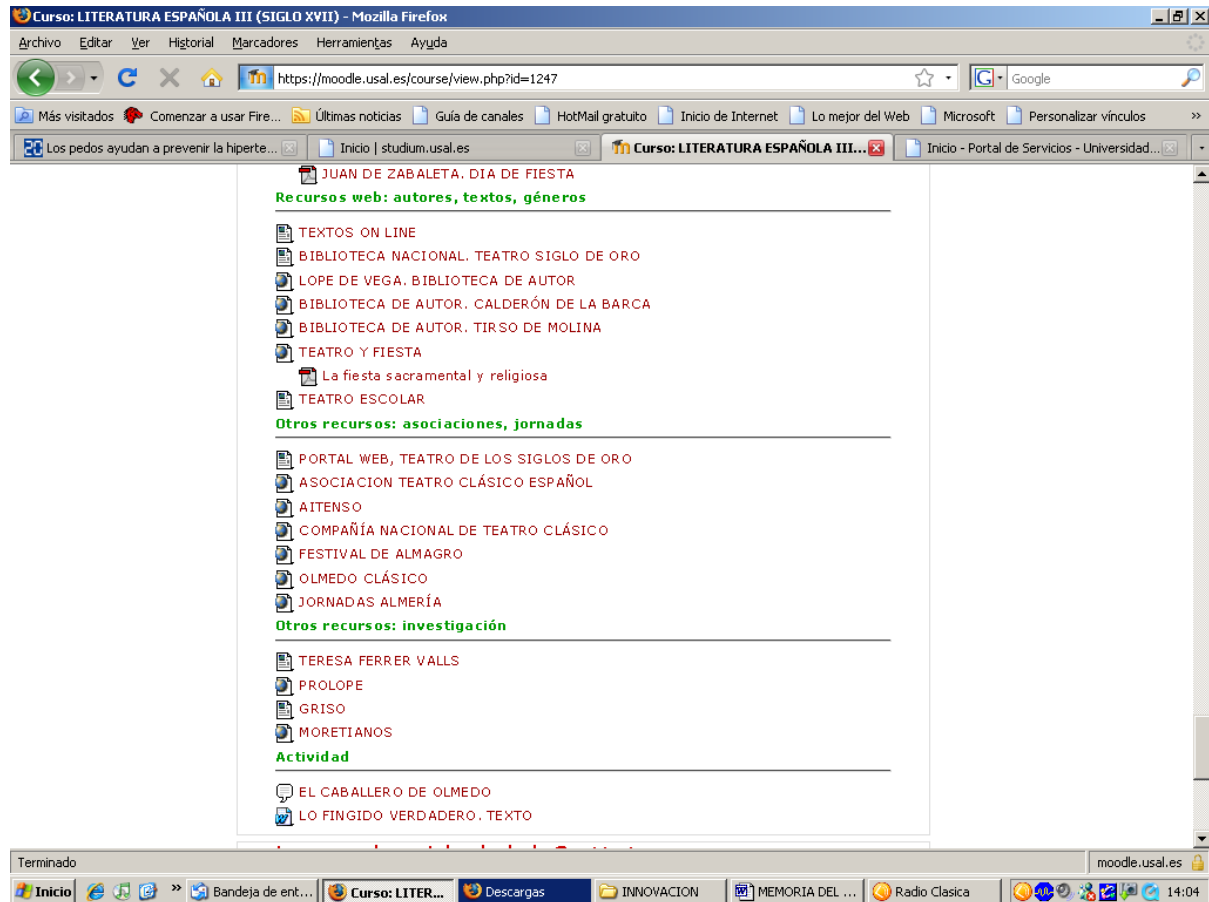 Curso: LITERATURA ESPAÑOLA III (SIGLO XVII) - Mozilla Firefox
Archivo Editar Ver Historial Marcadores Herramientas Ayuda
https://moodle.usal.es/course/view.php?id=1247 Google
Más visitados Comenzar a usar Fire... Últimas noticias Guía de canales HotMail gratuito Inicio de Internet Lo mejor del Web Microsoft Personalizar vínculos »
Los pedos ayudan a prevenir la hiperte... Inicio | studium.usal.es Curso: LITERATURA ESPAÑOLA III... Inicio - Portal de Servicios - Universidad...
JUAN DE ZABALETA. DIA DE FIESTA
Recursos web: autores, textos, géneros
TEXTOS ON LINE
BIBLIOTECA NACIONAL. TEATRO SIGLO DE ORO
LOPE DE VEGA. BIBLIOTECA DE AUTOR
BIBLIOTECA DE AUTOR. CALDERÓN DE LA BARCA
BIBLIOTECA DE AUTOR. TIRSO DE MOLINA
TEATRO Y FIESTA
La fiesta sacramental y religiosa
TEATRO ESCOLAR
Otros recursos: asociaciones, jornadas
PORTAL WEB, TEATRO DE LOS SIGLOS DE ORO
ASOCIACION TEATRO CLÁSICO ESPAÑOL
AITENSO
COMPAÑÍA NACIONAL DE TEATRO CLÁSICO
FESTIVAL DE ALMAGRO
OLMEDO CLÁSICO
JORNADAS ALMERÍA
Otros recursos: investigación
TERESA FERRER VALLS
PROLOPE
GRISO
MORETIANOS
Actividad
EL CABALLERO DE OLMEDO
LO FINGIDO VERDADERO. TEXTO
Terminado moodle.usal.es
Inicio » Bandeja de ent... Curso: LITER... Descargas INNOVACION MEMORIA DEL ... Radio Clasica 14:04